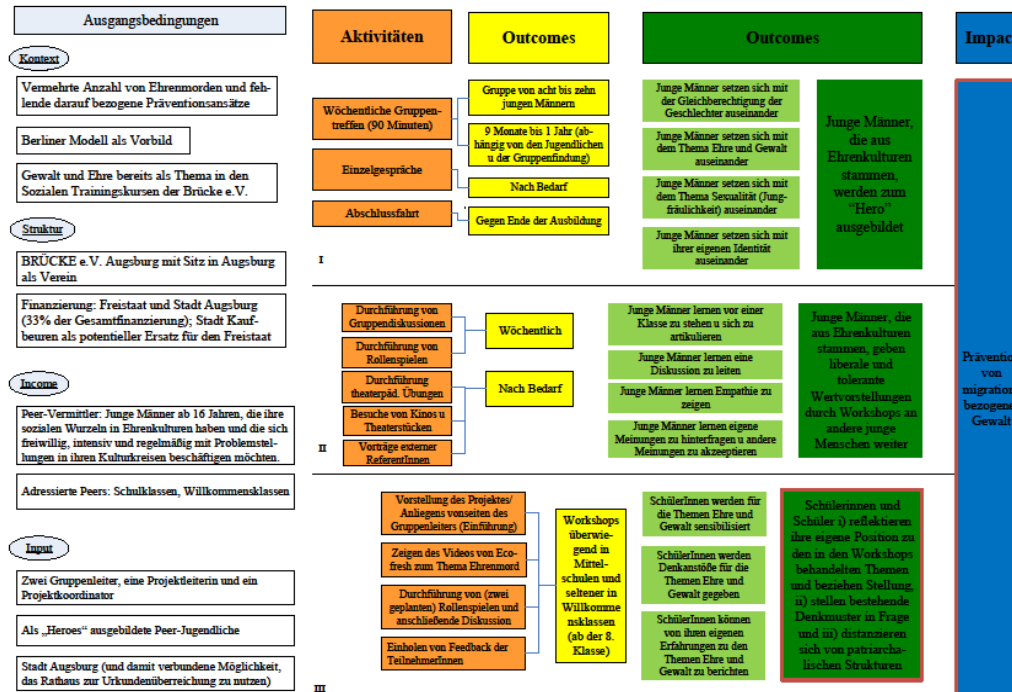 Ausgangsbedingungen
Kontext
Vermehrte Anzahl von Ehrenmorden und feh-
lende darauf bezogene Präventionsansätze
Berliner Modell als Vorbild
Gewalt und Ehre bereits als Thema in den
Sozialen Trainingskursen der Brücke e.V.
Struktur
BRÜCKE e.V. Augsburg mit Sitz in Augsburg
als Verein
Finanzierung: Freistaat und Stadt Augsburg
(33% der Gesamtfinanzierung); Stadt Kauf-
beuren als potentieller Ersatz für den Freistaat
Income
Peer-Vermittler: Junge Männer ab 16 Jahren, die ihre
sozialen Wurzeln in Ehrenkulturen haben und die sich
freiwillig, intensiv und regelmäßig mit Problemstel-
lungen in ihren Kulturkreisen beschäftigen möchten.
Adressierte Peers: Schulklassen, Willkommensklassen
Input
Zwei Gruppenleiter, eine Projektleiterin und ein
Projektkoordinator
Als „Heroes“ ausgebildete Peer-Jugendliche
Stadt Augsburg (und damit verbundene Möglichkeit,
das Rathaus zur Urkundenüberreichung zu nutzen)
Aktivitäten
Outcomes
Outcomes
Impac
Wöchentliche Gruppen-
treffen (90 Minuten)
Einzelgespräche
Abschlussfahrt
Gruppe von acht bis zehn
jungen Männern
9 Monate bis 1 Jahr (ab-
hängig von den Jugendlichen
u der Gruppenfindung)
Nach Bedarf
Gegen Ende der Ausbildung
Junge Männer setzen sich mit
der Gleichberechtigung der
Geschlechter auseinander
Junge Männer setzen sich mit
dem Thema Ehre und Gewalt
auseinander
Junge Männer setzen sich mit
dem Thema Sexualität (Jung-
fräulichkeit) auseinander
Junge Männer setzen sich mit
ihrer eigenen Identität
auseinander
Junge Männer,
die aus
Ehrenkulturen
stammen,
werden zum
“Hero”
ausgebildet
I
Durchführung von
Gruppendiskussionen
Durchführung von
Rollenspielen
Durchführung
theaterpäd. Übungen
Besuche von Kinos u
Theaterstücken
Vorträge externer
ReferentInnen
Wöchentlich
Nach Bedarf
Junge Männer lernen vor einer
Klasse zu stehen u sich zu
artikulieren
Junge Männer lernen eine
Diskussion zu leiten
Junge Männer lernen Empathie zu
zeigen
Junge Männer lernen eigene
Meinungen zu hinterfragen u andere
Meinungen zu akzeptieren
Junge Männer, die
aus Ehrenkulturen
stammen, geben
liberale und
tolerante
Wertvorstellungen
durch Workshops an
andere junge
Menschen weiter
II
Präventio
von
migration
bezogene
Gewalt
Vorstellung des Projektes/
Anliegens vonseiten des
Gruppenleiters (Einführung)
Zeigen des Videos von Eco-
fresh zum Thema Ehrenmord
Durchführung von (zwei
geplanten) Rollenspielen und
anschließende Diskussion
Einholen von Feedback der
TeilnehmerInnen
Workshops
überwie-
gend in
Mittel-
schulen und
seltener in
Willkomme
nsklassen
(ab der 8.
Klasse)
SchülerInnen werden für
die Themen Ehre und
Gewalt sensibilisiert
SchülerInnen werden
Denkanstöße für die
Themen Ehre und
Gewalt gegeben
SchülerInnen können
von ihren eigenen
Erfahrungen zu den
Themen Ehre und
Gewalt zu berichten
Schülerinnen und
Schüler i) reflektieren
ihre eigene Position zu
den in den Workshops
behandelten Themen
und beziehen Stellung,
ii) stellen bestehende
Denkmuster in Frage
und iii) distanzieren
sich von patriarcha-
lischen Strukturen
III